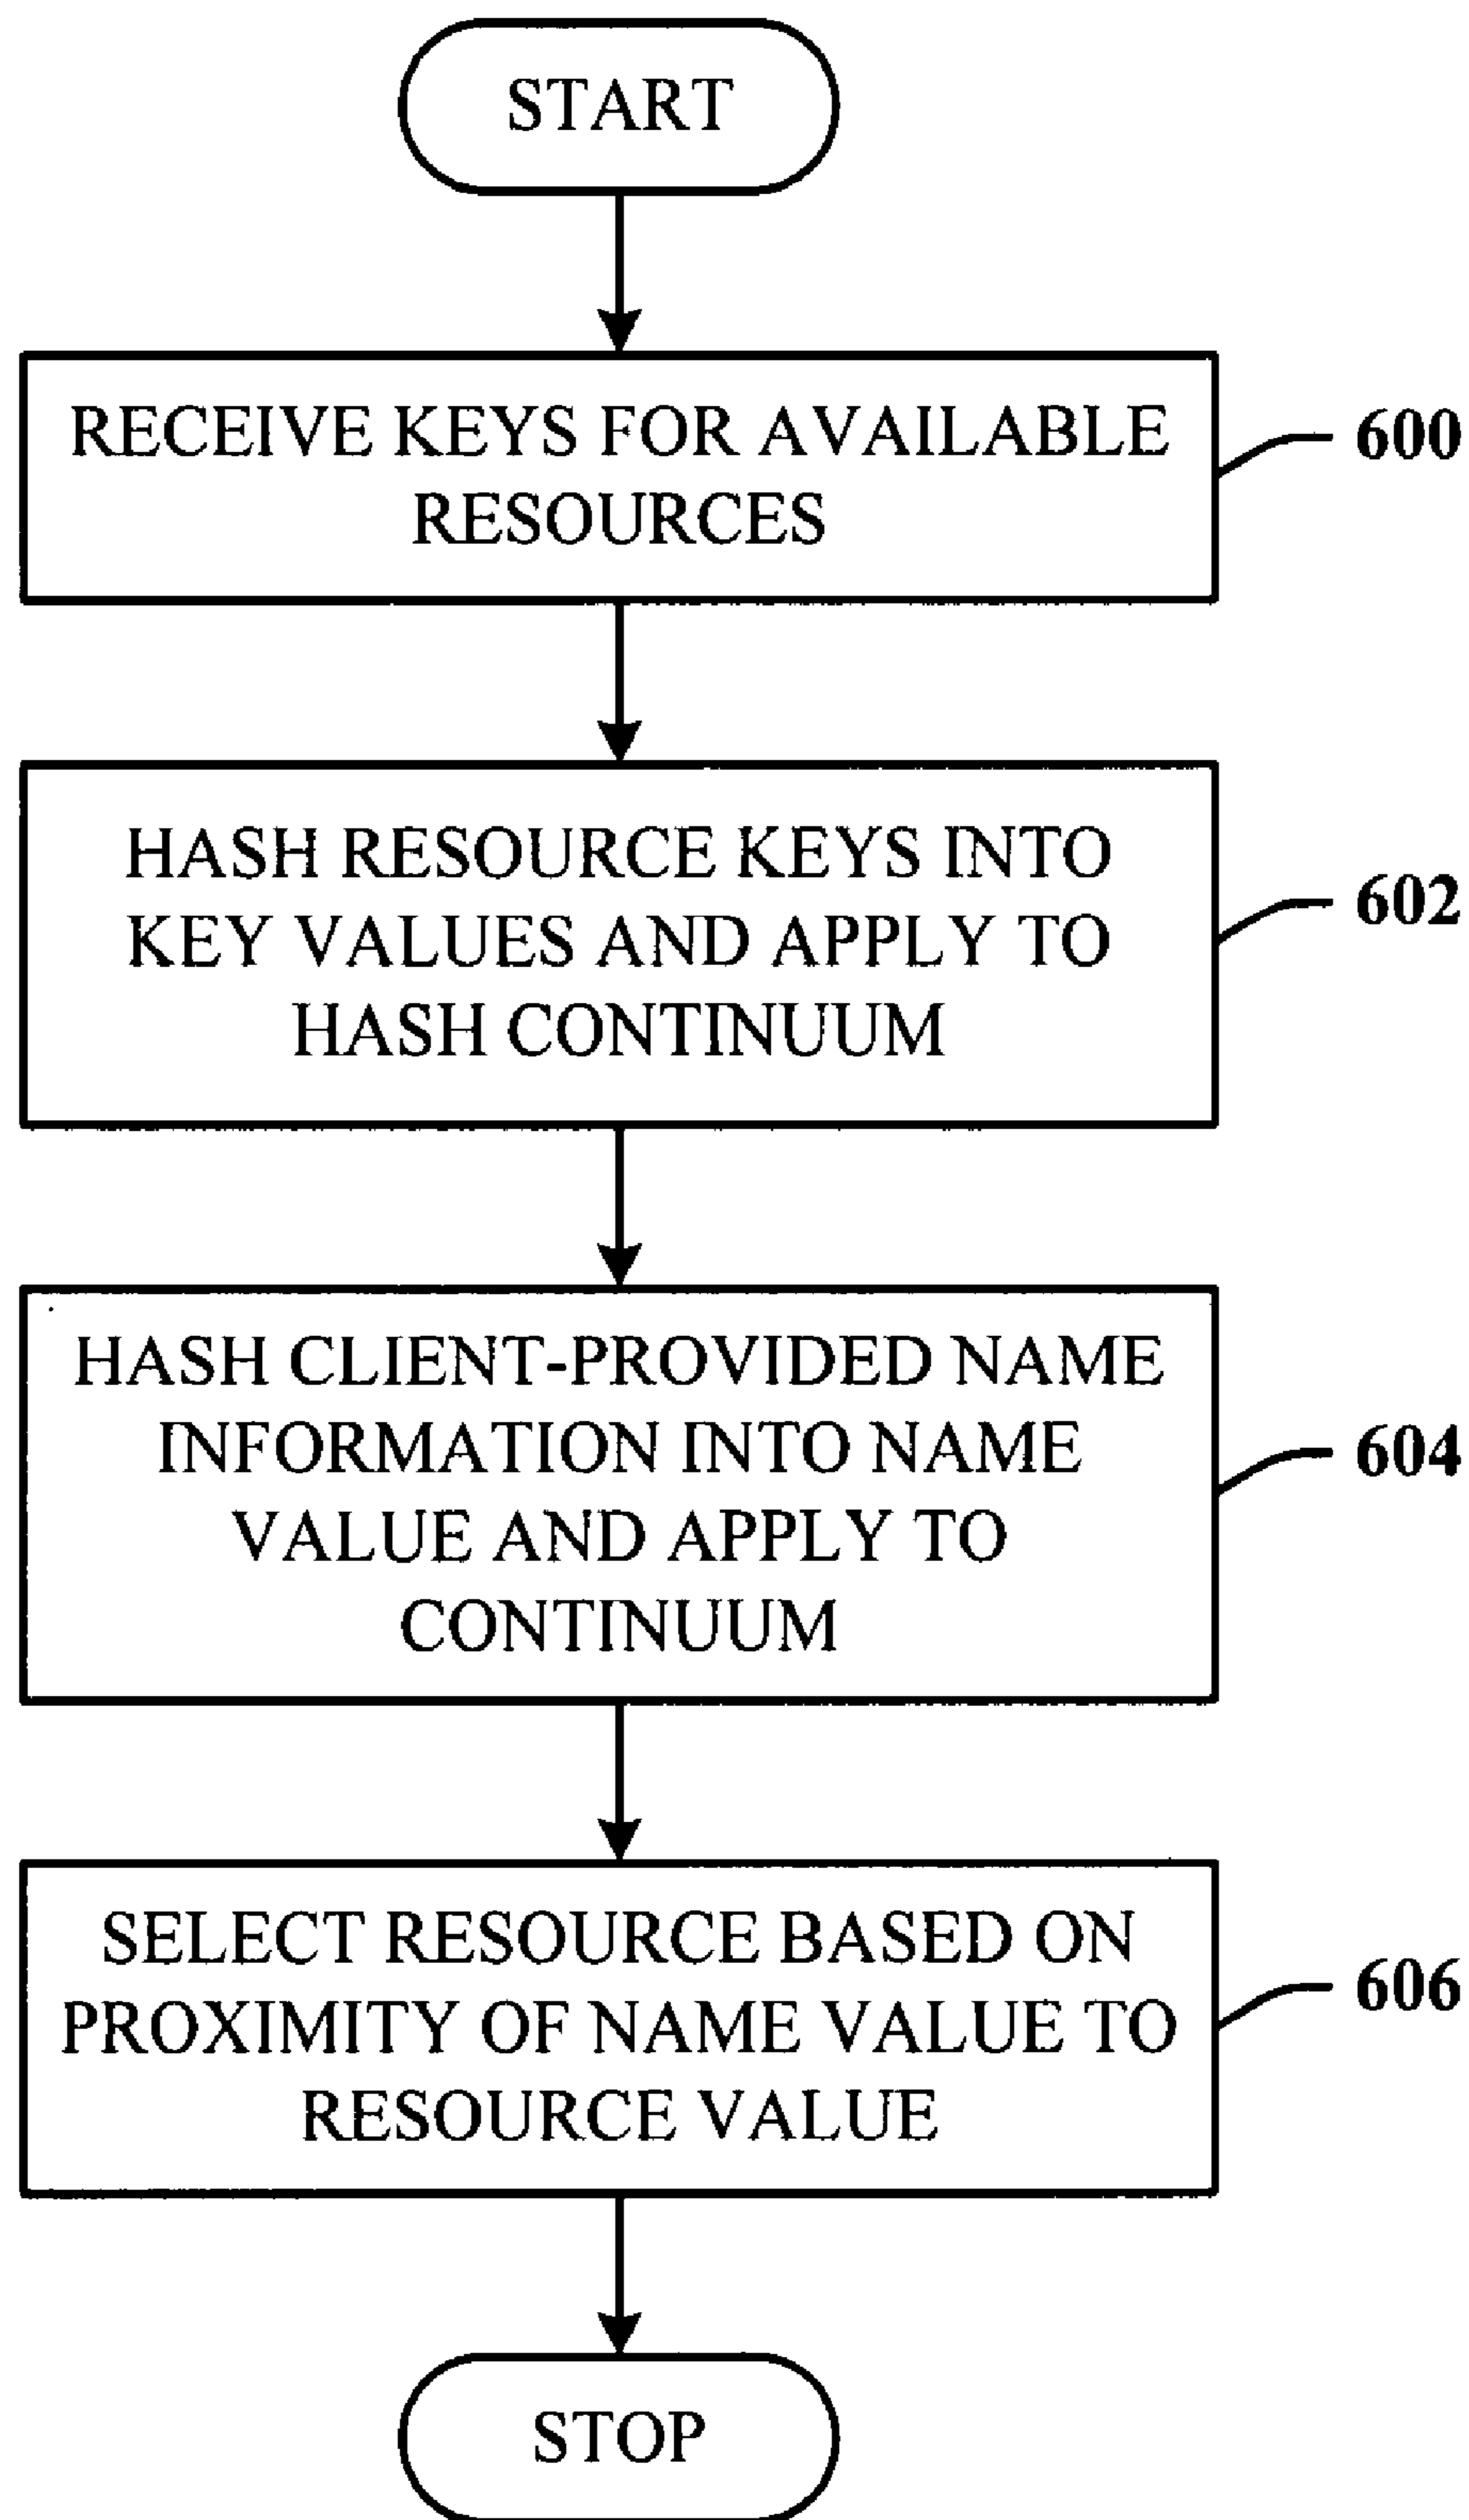 START
RECEIVE KEYS FOR AVAILABLE
RESOURCES
600
HASH RESOURCE KEYS INTO
KEY VALUES AND APPLY TO
HASH CONTINUUM
602
HASH CLIENT-PROVIDED NAME
INFORMATION INTO NAME
VALUE AND APPLY TO
CONTINUUM
604
SELECT RESOURCE BASED ON
PROXIMITY OF NAME VALUE TO
RESOURCE VALUE
606
STOP